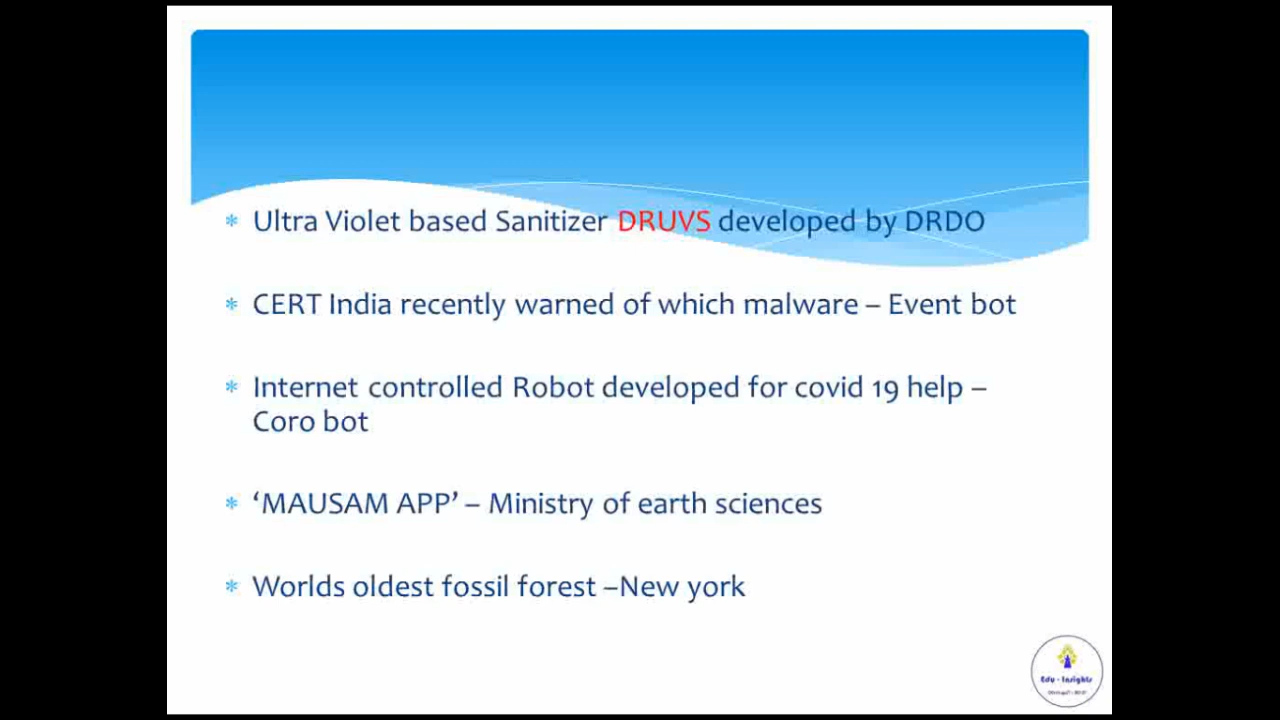 Ultra Violet based Sanitizer DRUVS developed by DRDO
CERT India recently warned of which malware – Event bot
Internet controlled Robot developed for covid 19 help –
Coro bot
‘MAUSAM APP’ – Ministry of earth sciences
Worlds oldest fossil forest –New york
Edu - Insights